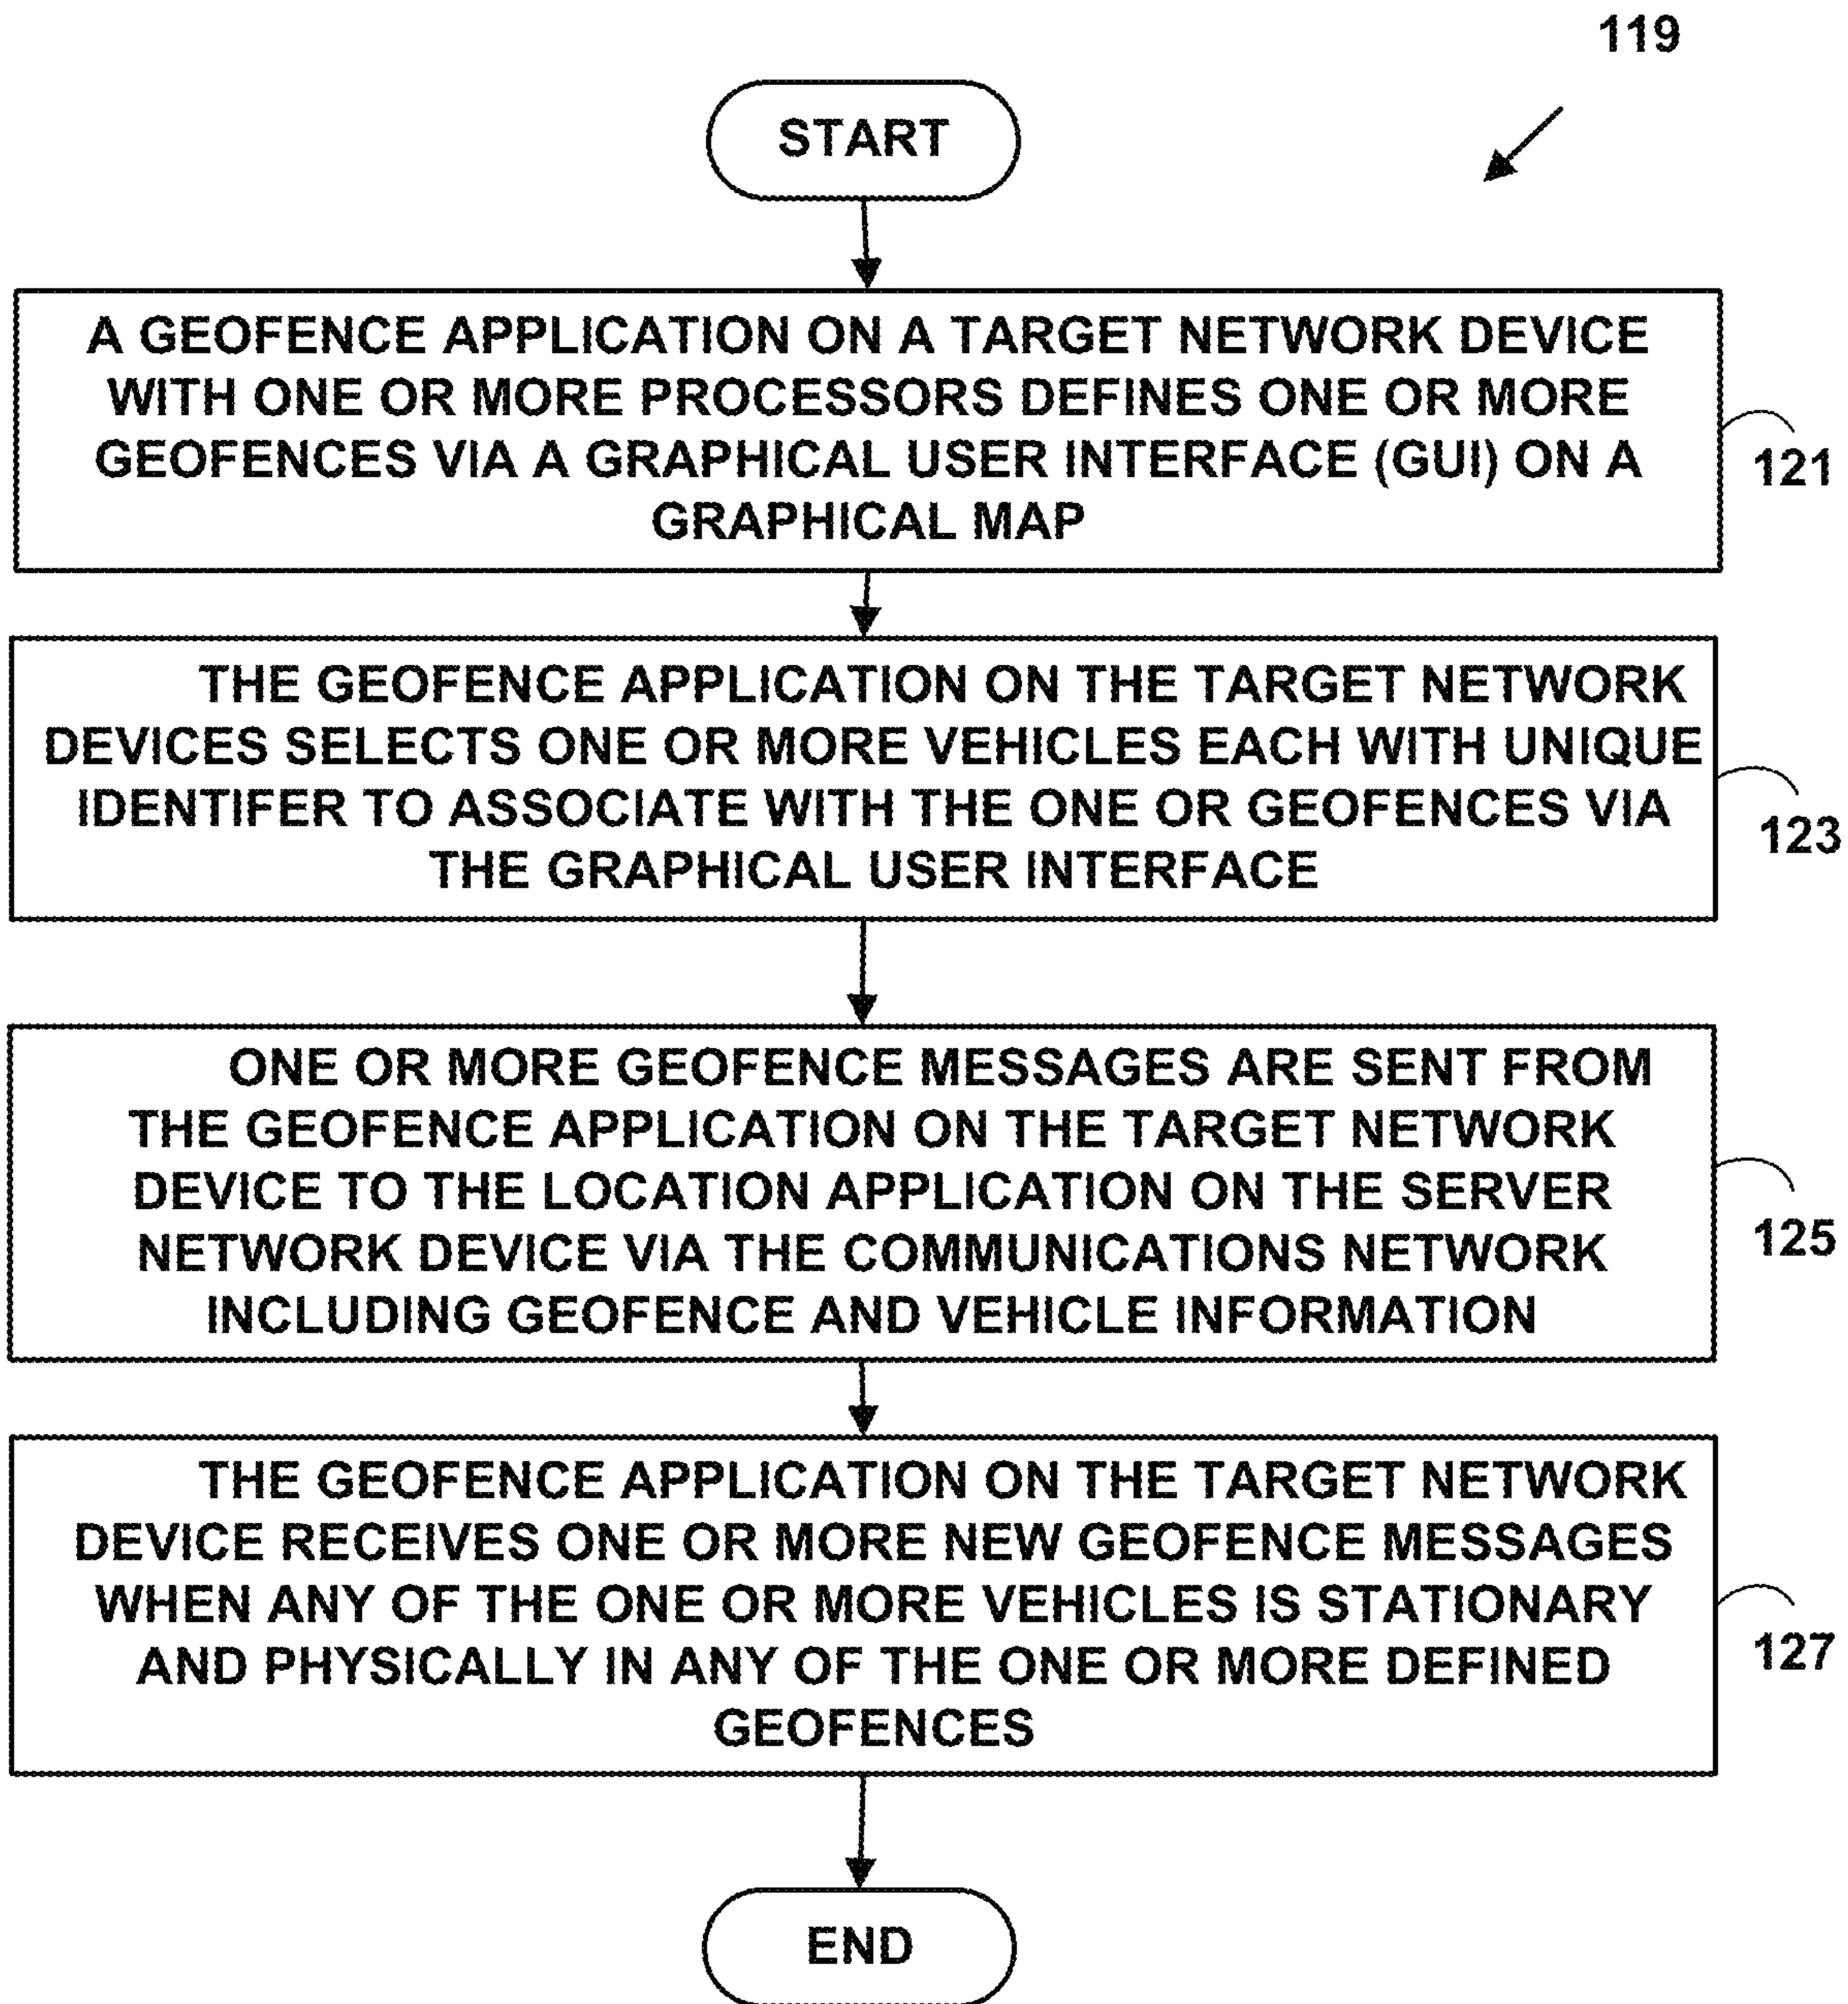 119
START
A GEOFENCE APPLICATION ON A TARGET NETWORK DEVICE
WITH ONE OR MORE PROCESSORS DEFINES ONE OR MORE
GEOFENCES VIA A GRAPHICAL USER INTERFACE (GUI) ON A
GRAPHICAL MAP
121
THE GEOFENCE APPLICATION ON THE TARGET NETWORK
DEVICES SELECTS ONE OR MORE VEHICLES EACH WITH UNIQUE
IDENTIFER TO ASSOCIATE WITH THE ONE OR GEOFENCES VIA
THE GRAPHICAL USER INTERFACE
123
ONE OR MORE GEOFENCE MESSAGES ARE SENT FROM
THE GEOFENCE APPLICATION ON THE TARGET NETWORK
DEVICE TO THE LOCATION APPLICATION ON THE SERVER
NETWORK DEVICE VIA THE COMMUNICATIONS NETWORK
INCLUDING GEOFENCE AND VEHICLE INFORMATION
125
THE GEOFENCE APPLICATION ON THE TARGET NETWORK
DEVICE RECEIVES ONE OR MORE NEW GEOFENCE MESSAGES
WHEN ANY OF THE ONE OR MORE VEHICLES IS STATIONARY
AND PHYSICALLY IN ANY OF THE ONE OR MORE DEFINED
GEOFENCES
127
END